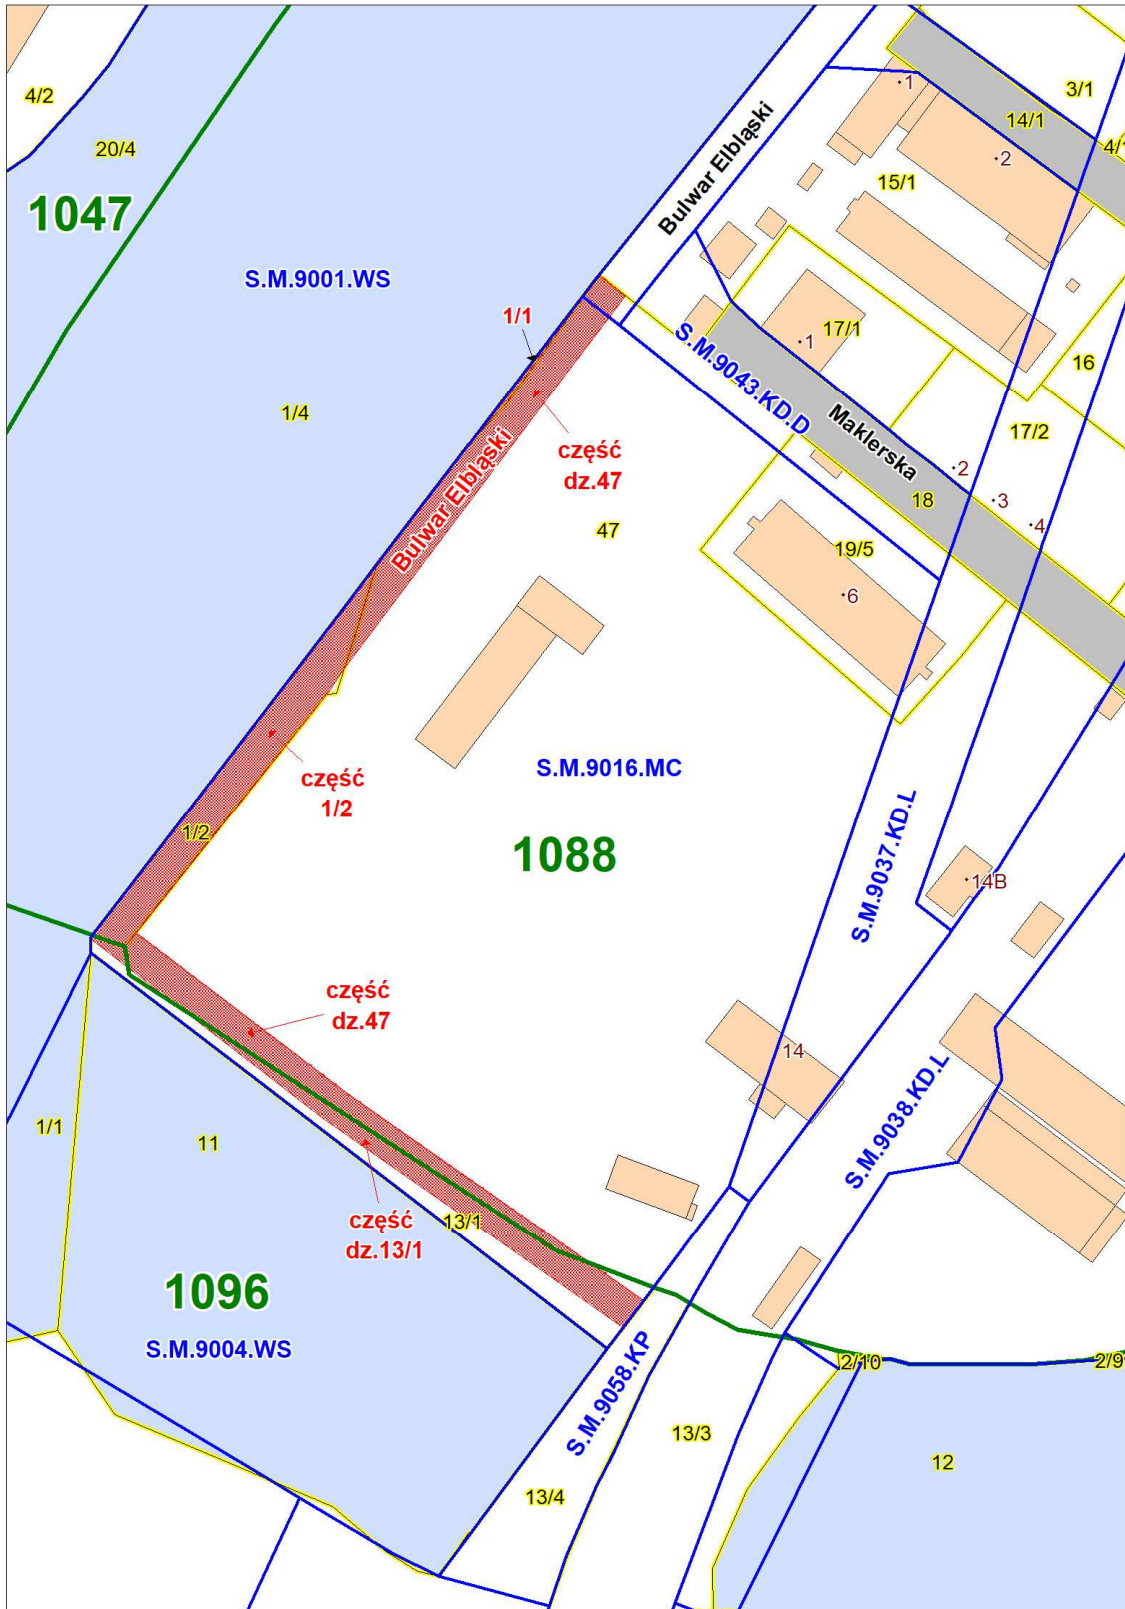 4/2
20/4
1047
S.M.9001.WS
1/1
1/4
Bulwar Elbląski
1
3/1
14/1
4/1
2
15/1
17/1
1
16
17/2
S.M.9043.KD.D
Maklerska
2
3
4
18
19/5
6
część
dz.47
47
Bulwar Elbląski
część
1/2
1/2
S.M.9016.MC
1088
S.M.9037.KD.L
14B
część
dz.47
14
S.M.9038.KD.L
1/1
11
część
dz.13/1
13/1
1096
S.M.9004.WS
S.M.9058.KP
2/10
2/9
13/3
12
13/4